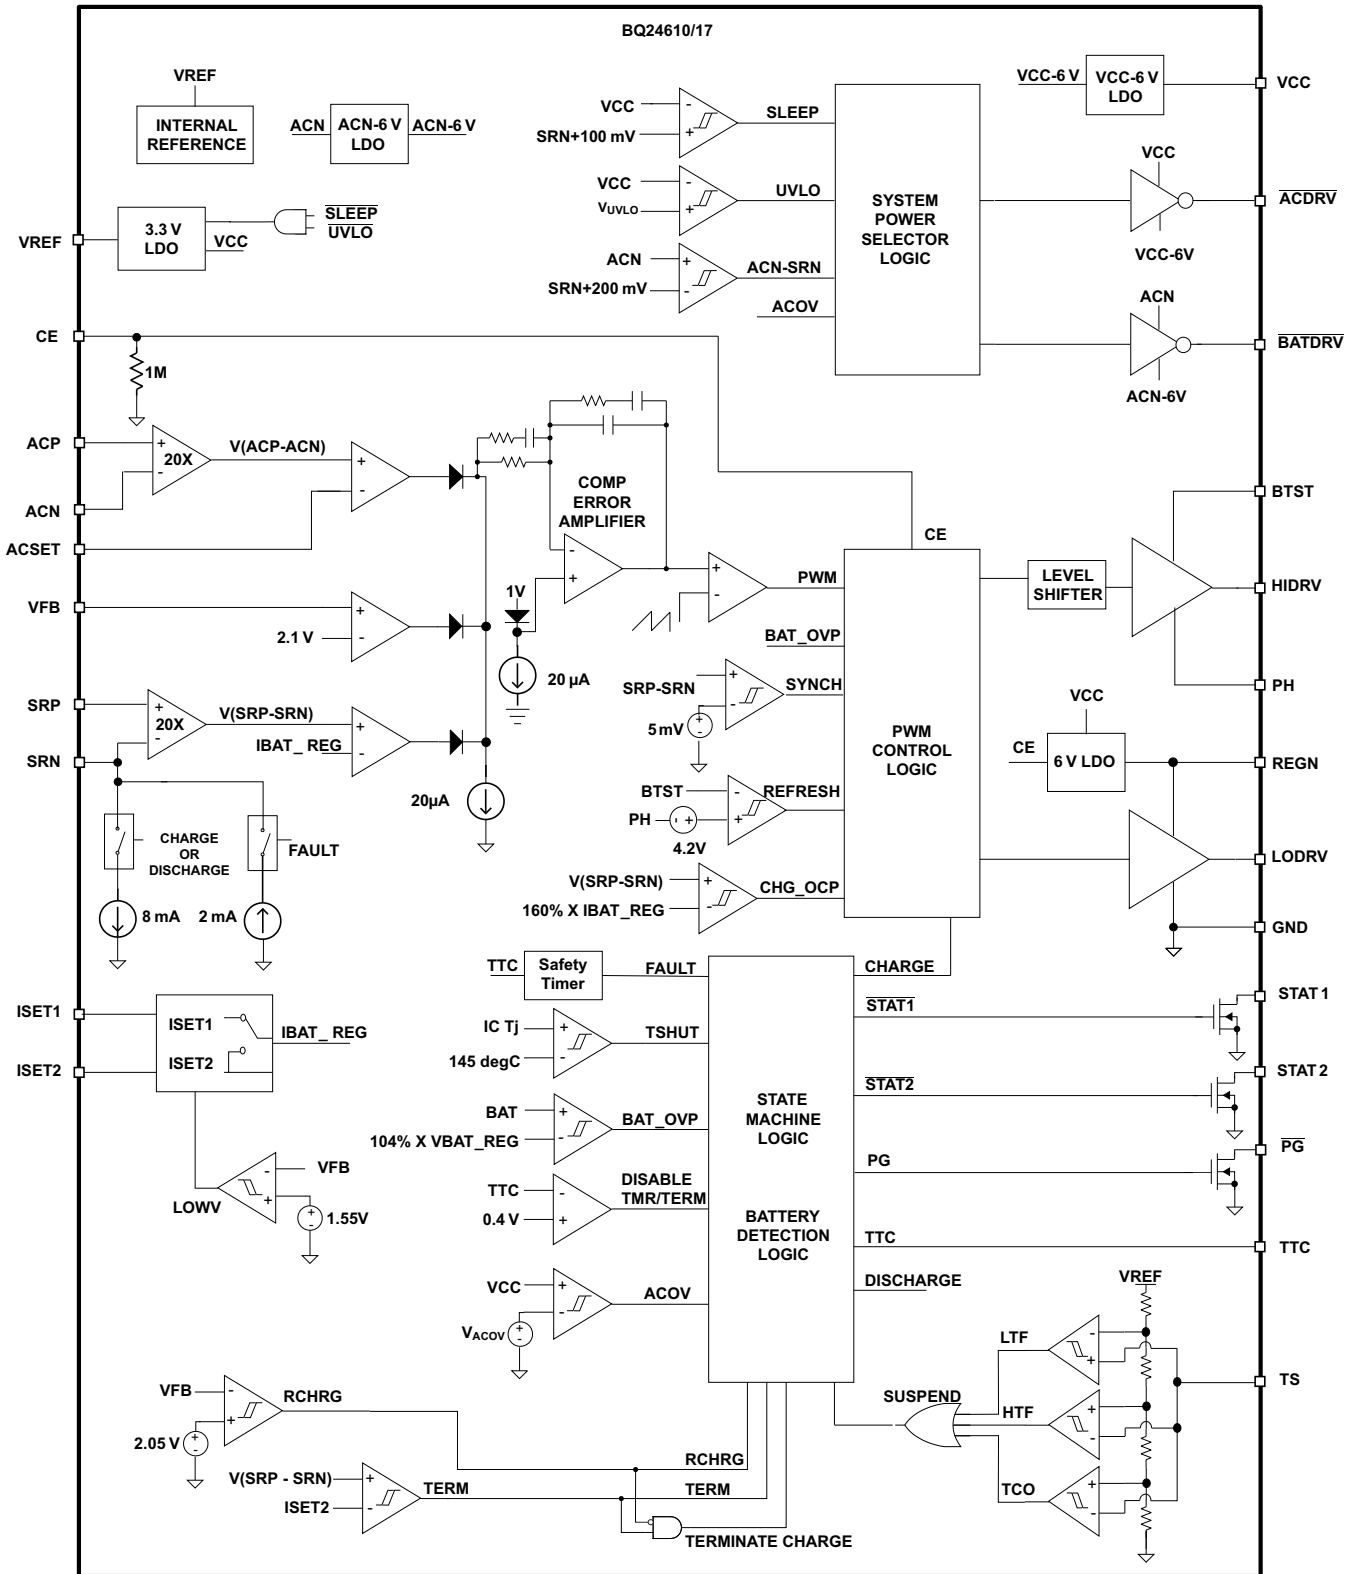 BQ24610/17
VREF
INTERNAL
REFERENCE
ACN
ACN-6 V
LDO
ACN-6 V
VCC
SRN+100 mV
-
+
SLEEP
VCC
VUVLO
-
+
UVLO
ACN
SRN+200 mV
+
-
ACN-SRN
ACOV
SYSTEM
POWER
SELECTOR
LOGIC
VCC-6 V
VCC-6 V
LDO
VCC
VCC
VCC-6V
ACDRV
ACN
ACN-6V
BATDRV
VREF
3.3 V
LDO
VCC
SLEEP
UVLO
CE
1M
ACP
ACN
+
-
20X
V(ACP-ACN)
+
-
ACSET
VFB
2.1 V
+
-
SRP
SRN
+
-
20X
V(SRP-SRN)
IBAT_ REG
+
-
20µA
COMP
ERROR
AMPLIFIER
-
+
1V
20 µA
+
-
PWM
CE
BAT_OVP
SRP-SRN
+
-
SYNCH
5 mV
+
-
BTST
PH
- +
4.2V
-
+
REFRESH
V(SRP-SRN)
160% X IBAT_REG
+
-
CHG_OCP
PWM
CONTROL
LOGIC
LEVEL
SHIFTER
BTST
HIDRV
PH
VCC
CE
6 V LDO
REGN
LODRV
GND
CHARGE
OR
DISCHARGE
FAULT
8 mA
2 mA
ISET1
ISET2
ISET1
ISET2
IBAT_ REG
LOWV
-
+
VFB
+
-
1.55V
TTC
Safety
Timer
FAULT
IC Tj
145 degC
+
-
TSHUT
BAT
104% X VBAT_REG
+
-
BAT_OVP
TTC
0.4 V
-
+
DISABLE
TMR/TERM
VCC
VACOV
+
-
+
-
ACOV
STATE
MACHINE
LOGIC
BATTERY
DETECTION
LOGIC
CHARGE
STAT1
STAT 1
STAT2
STAT 2
PG
PG
TTC
TTC
DISCHARGE
VREF
LTF
-
+
HTF
+
-
TCO
+
-
TS
SUSPEND
VFB
2.05 V
+
-
-
+
RCHRG
RCHRG
V(SRP - SRN)
ISET2
+
-
TERM
TERM
TERMINATE CHARGE